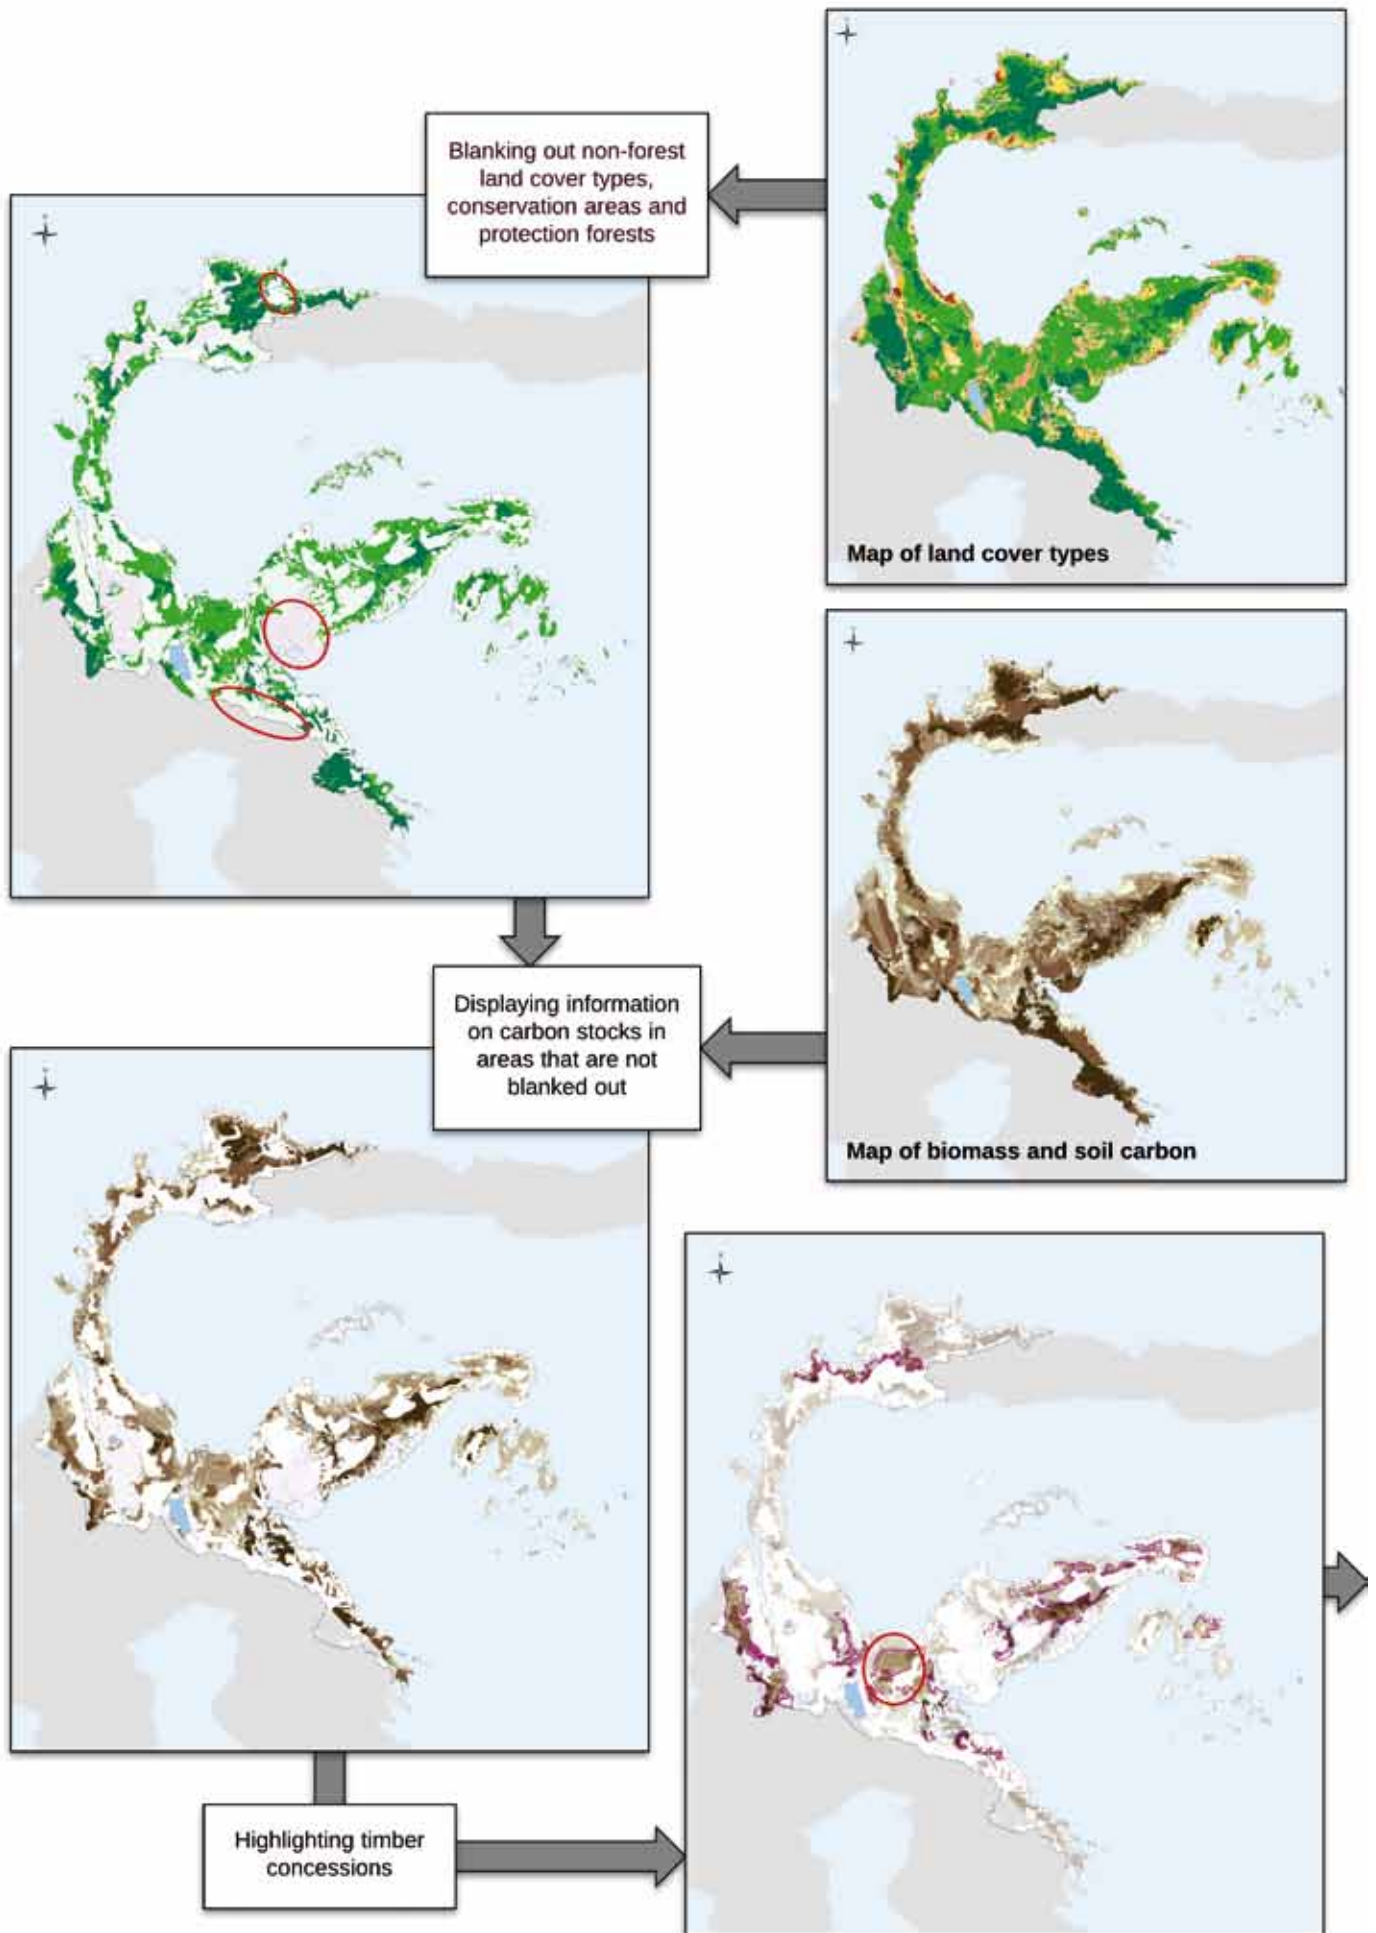 Blanking out non-forest
land cover types,
conservation areas and
protection forests
Map of land cover types
Displaying information
on carbon stocks in
areas that are not
blanked out
Map of biomass and soil carbon
Highlighting timber
concessions